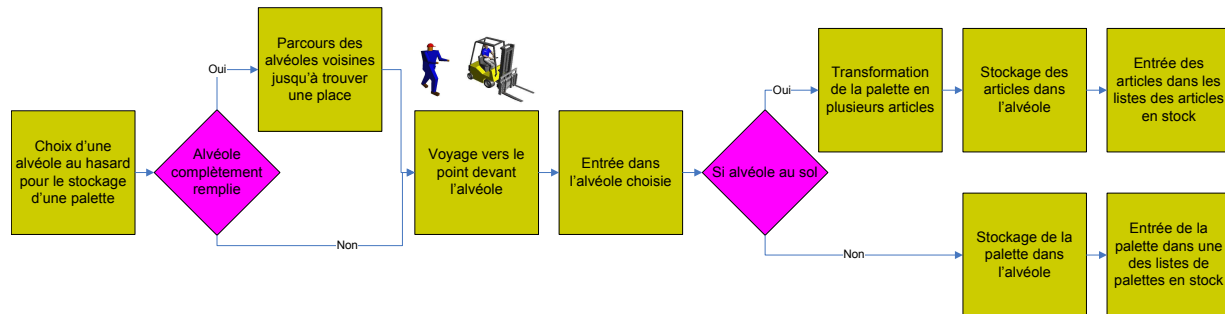 Choix d'une
alvéole au hasard
pour le stockage
d'une palette
Alvéole
complètement
remplie
Oui
Parcours des
alvéoles voisines
jusqu'à trouver
une place
Non
Voyage vers le
point devant
l'alvéole
Entrée dans
l'alvéole choisie
Si alvéole au sol
Oui
Transformation
de la palette en
plusieurs articles
Stockage des
articles dans
l'alvéole
Entrée des
articles dans les
listes des articles
en stock
Non
Stockage de la
palette dans
l'alvéole
Entrée de la
palette dans une
des listes de
palettes en stock